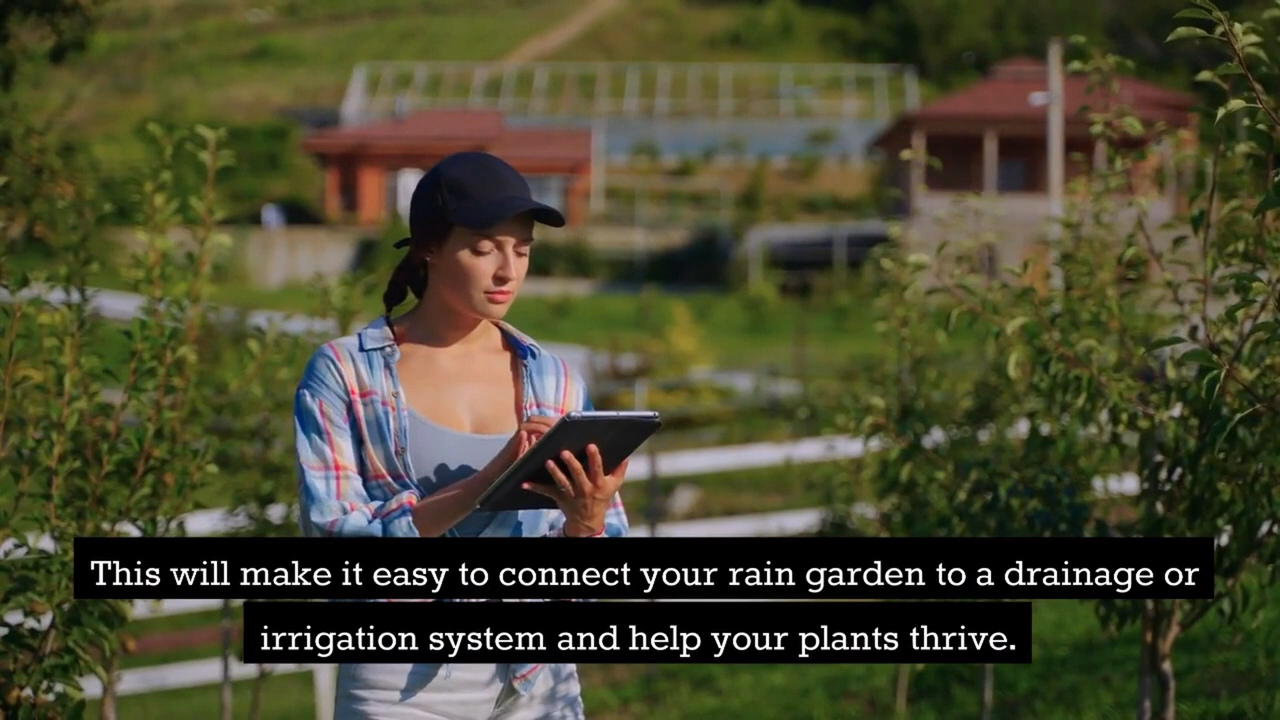 This will make it easy to connect your rain garden to a drainage or
irrigation system and help your plants thrive.